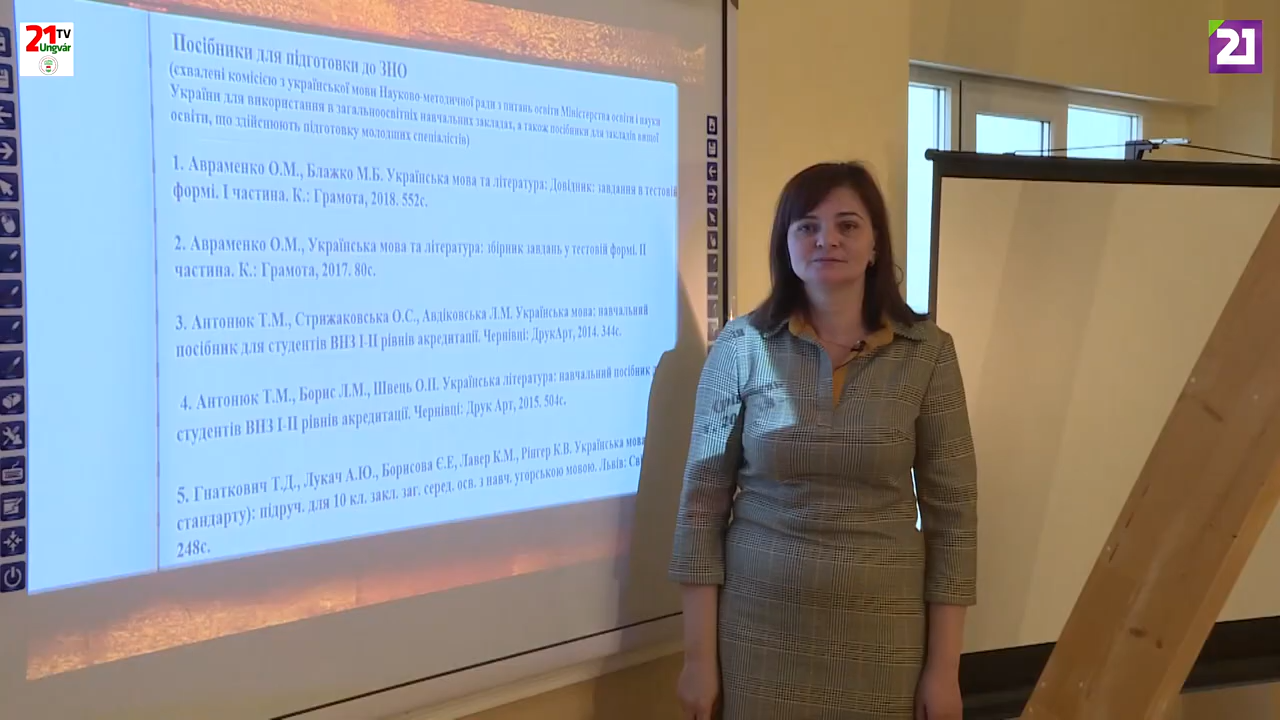 21 TV
Ungvár
21
Посібники для підготовки до ЗНО
(схвалені комісією з української мови Науково-методичної ради з питань освіти Міністерства освіти і науки
України для використання в загальноосвітніх навчальних закладах, а також посібники для закладів вищої
освіти, що здійснюють підготовку молодших спеціалістів)
1. Авраменко О.М., Блажко М.Б. Українська мова та література: Довідник: завдання в тестовій
формі. І частина. К.: Грамота, 2018. 552с.
2. Авраменко О.М., Українська мова та література: збірник завдань у тестовій формі. ІІ
частина. К.: Грамота, 2017. 80с.
3. Антонюк Т.М., Стрижаковська О.С., Авдіковська Л.М. Українська мова: навчальний
посібник для студентів ВНЗ І-ІІ рівнів акредитації. Чернівці: ДрукАрт, 2014. 344с.
4. Антонюк Т.М., Борис Л.М., Швець О.П. Українська література: навчальний посібник
студентів ВНЗ І-ІІ рівнів акредитації. Чернівці: Друк Арт, 2015. 504с.
5. Гнаткович Т.Д., Лукач А.Ю., Борисова Є.Е, Лавер К.М., Рінгер К.В. Українська мова
стандарту): підруч. для 10 кл. закл. заг. серед. осв. з навч. угорською мовою. Львів: Сві
248с.